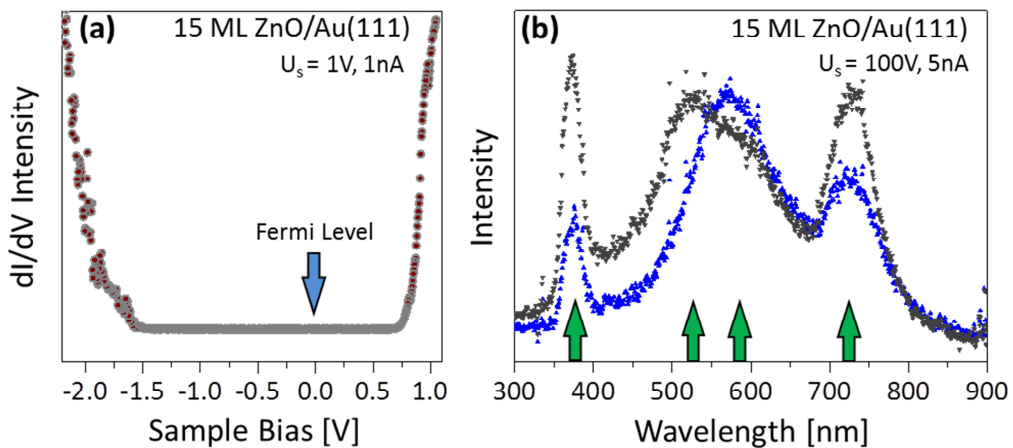 (a)
15 ML ZnO/Au(111)
Uₛ = 1V, 1nA
dI/dV Intensity
Fermi Level
-2.0 -1.5 -1.0 -0.5 0.0 0.5 1.0
Sample Bias [V]
(b)
15 ML ZnO/Au(111)
Uₛ = 100V, 5nA
Intensity
300 400 500 600 700 800 900
Wavelength [nm]